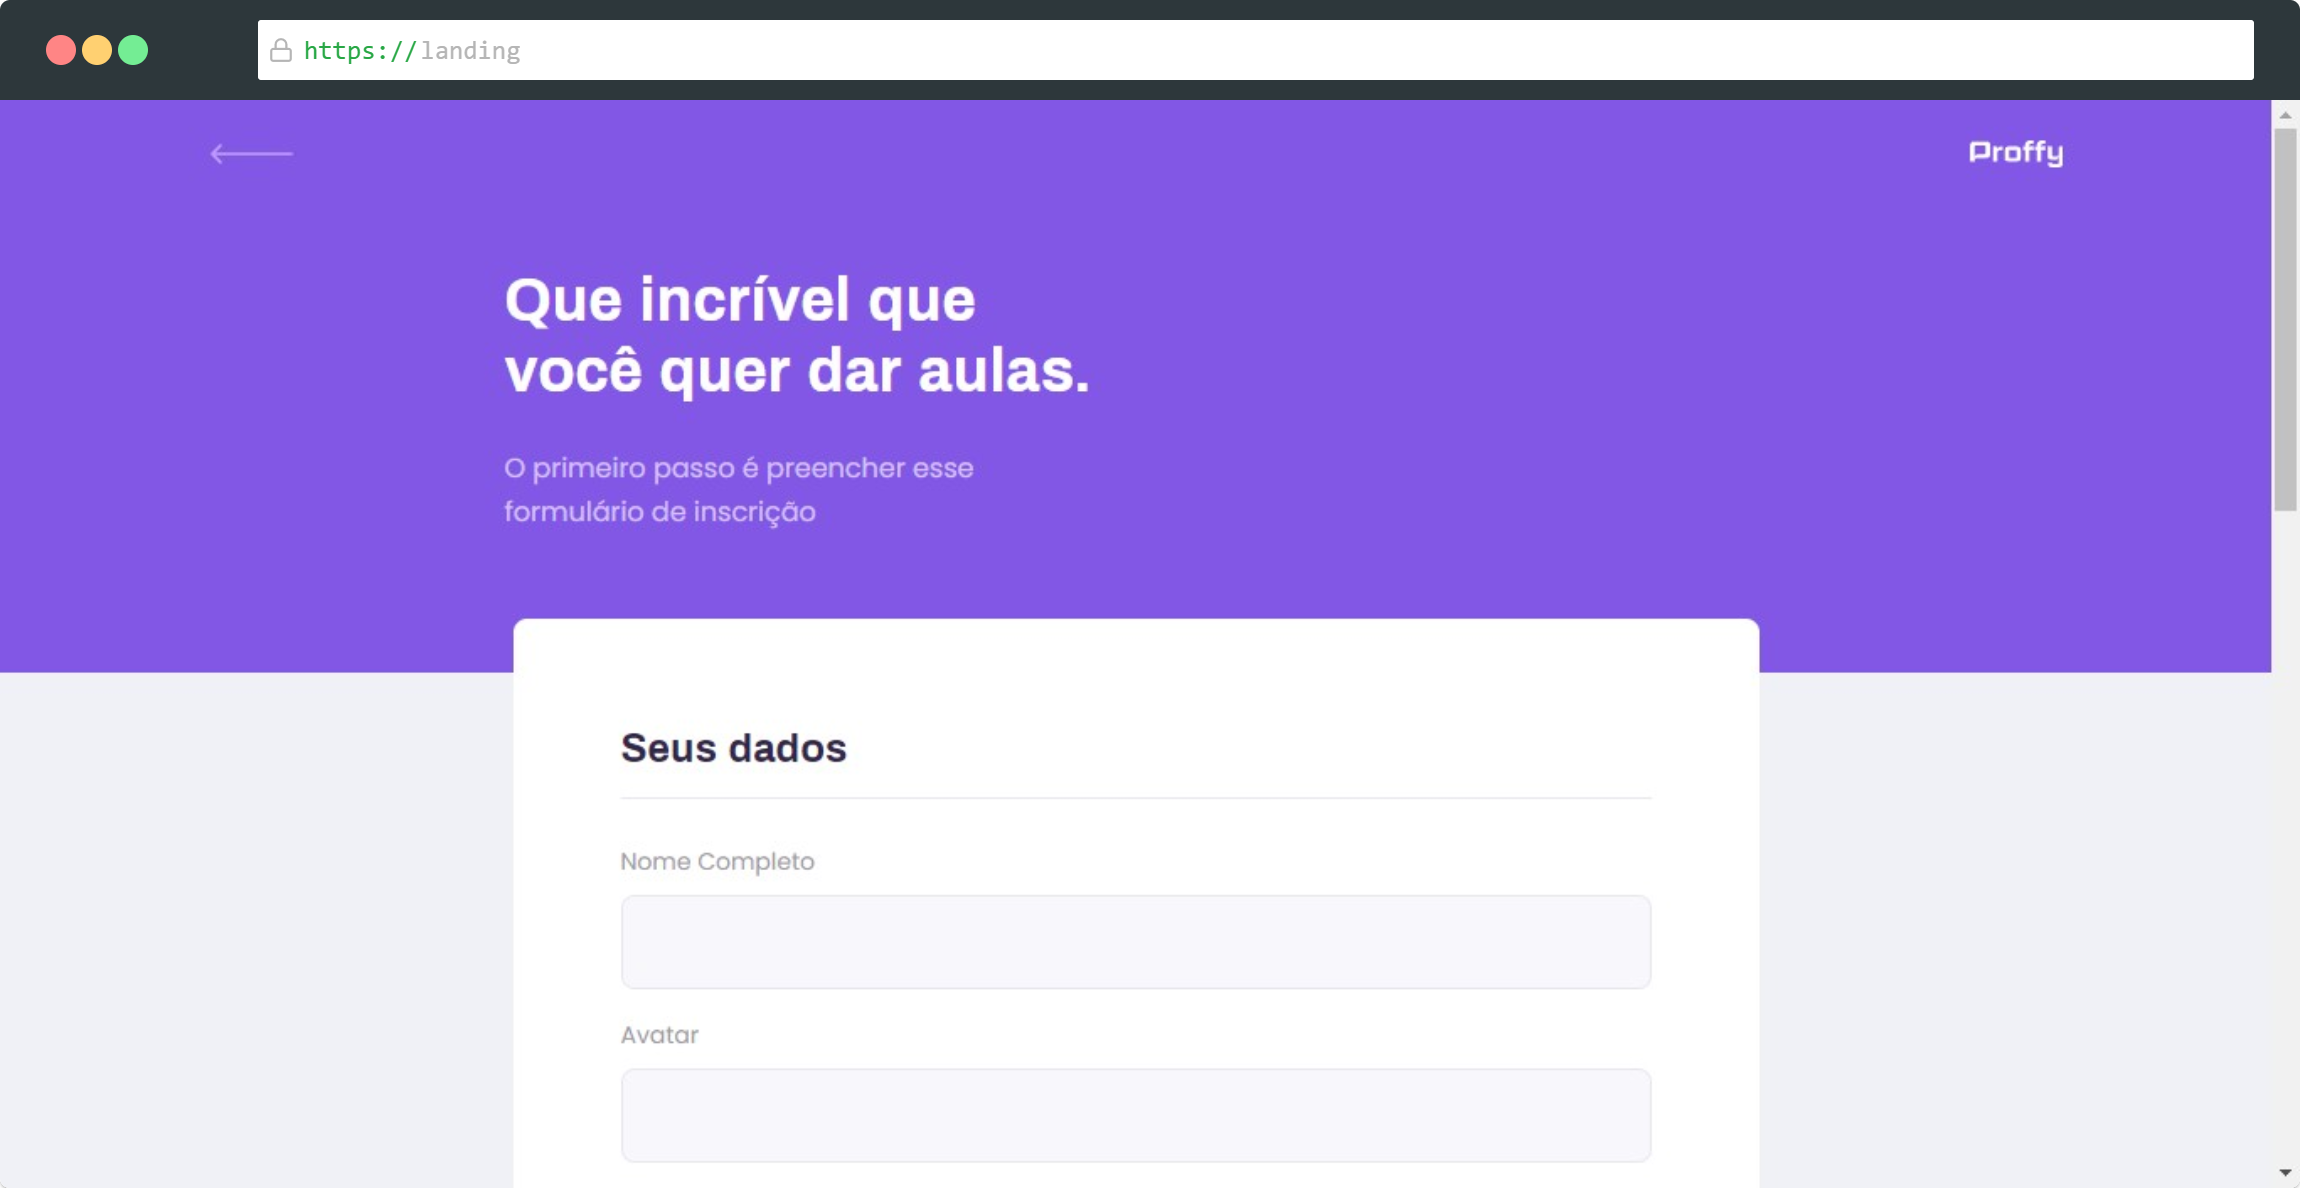 https://landing
Proffy
Que incrível que
você quer dar aulas.
O primeiro passo é preencher esse
formulário de inscrição
Seus dados
Nome Completo
Avatar